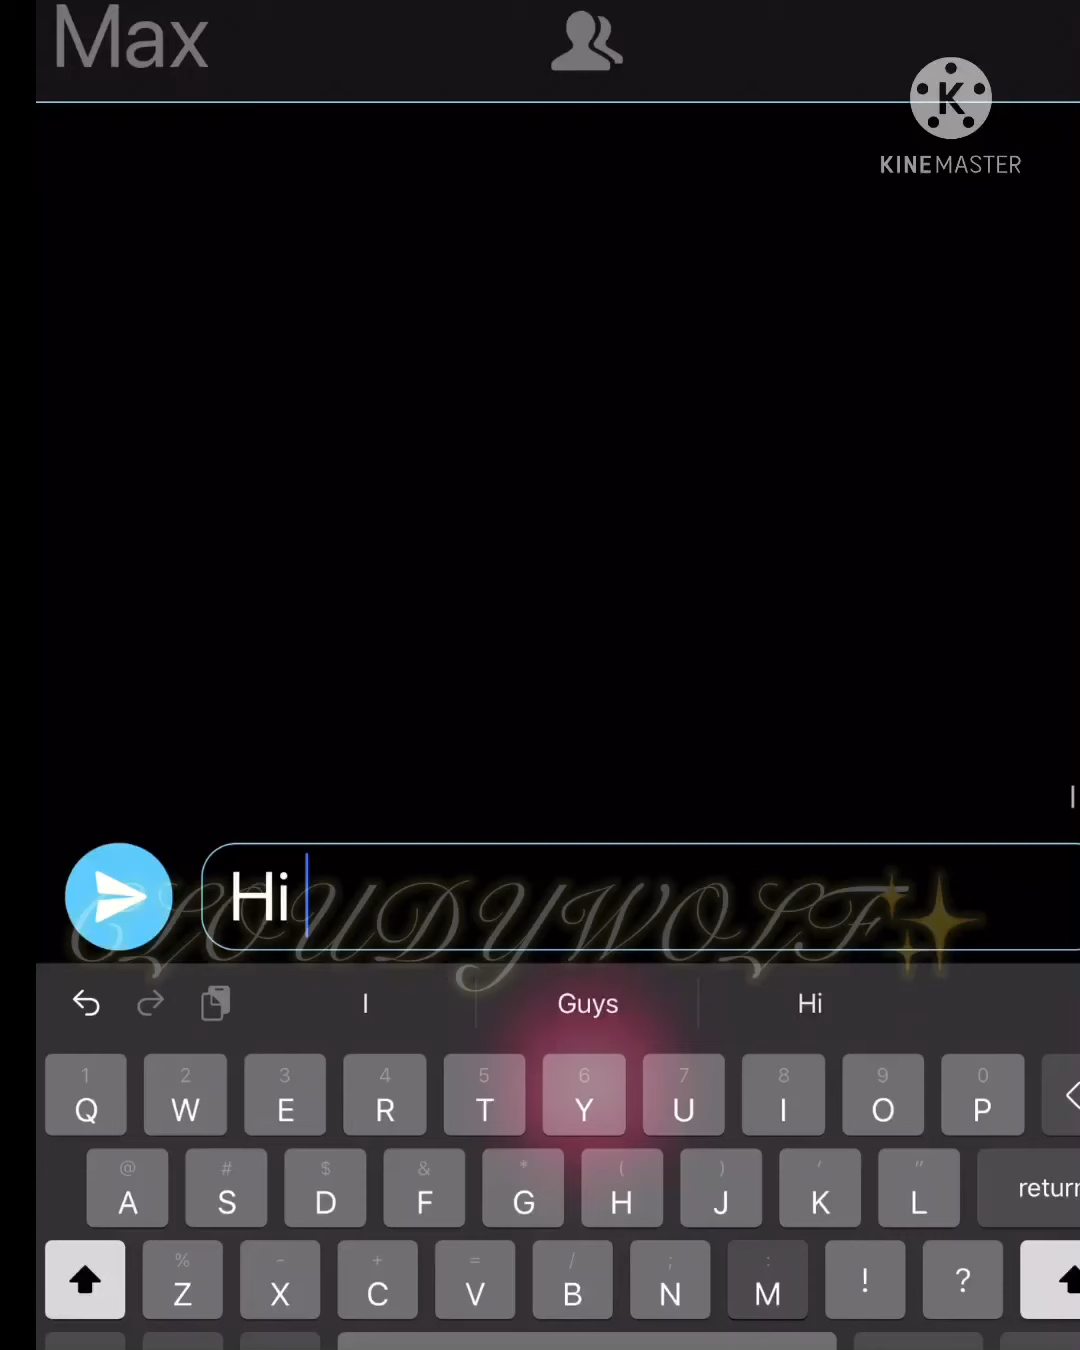 Max
K
KINEMASTER
Hi
CLOUDYWOLF
I Guys Hi
1 2 3 4 5 6 7 8 9 0
Q W E R T Y U I O P
@ # $ & * ( ) ' "
A S D F G H J K L return
% - + = / ; :
Z X C V B N M ! ?